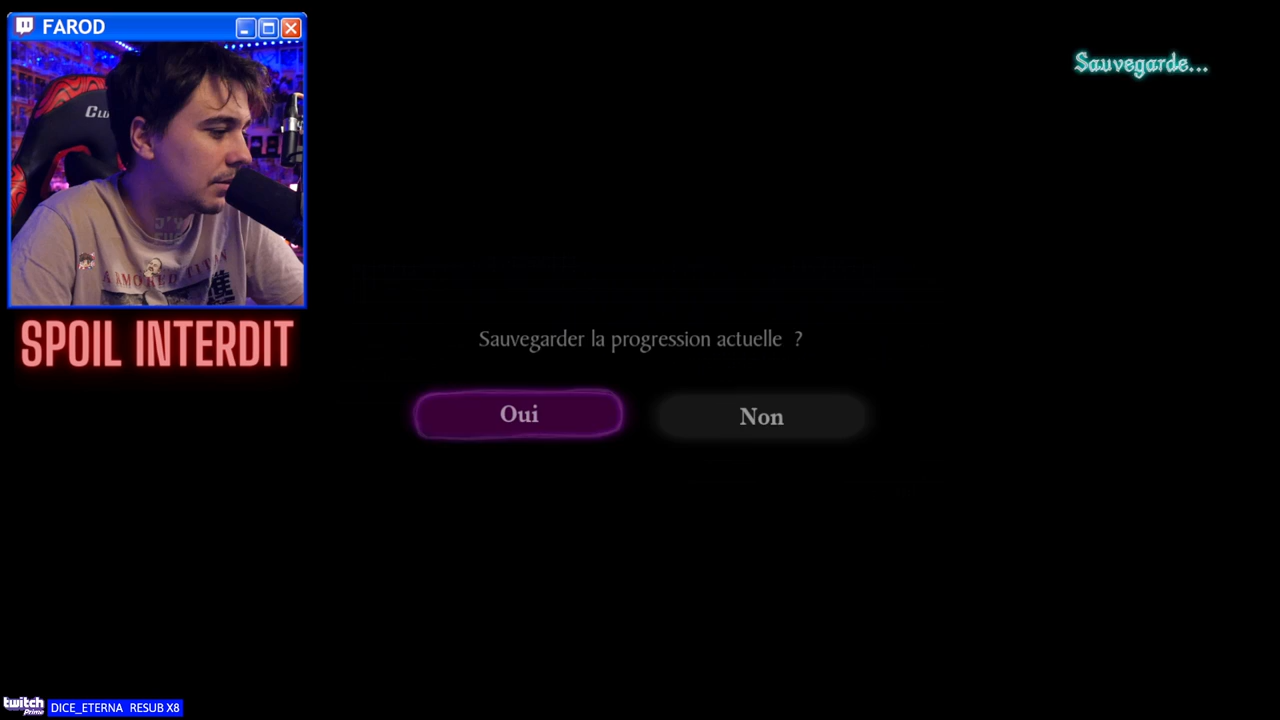 FAROD
Sauvegarde...
SPOIL INTERDIT
Sauvegarder la progression actuelle ?
Oui
Non
twitch
Prime
DICE_ETERNA RESUB X8